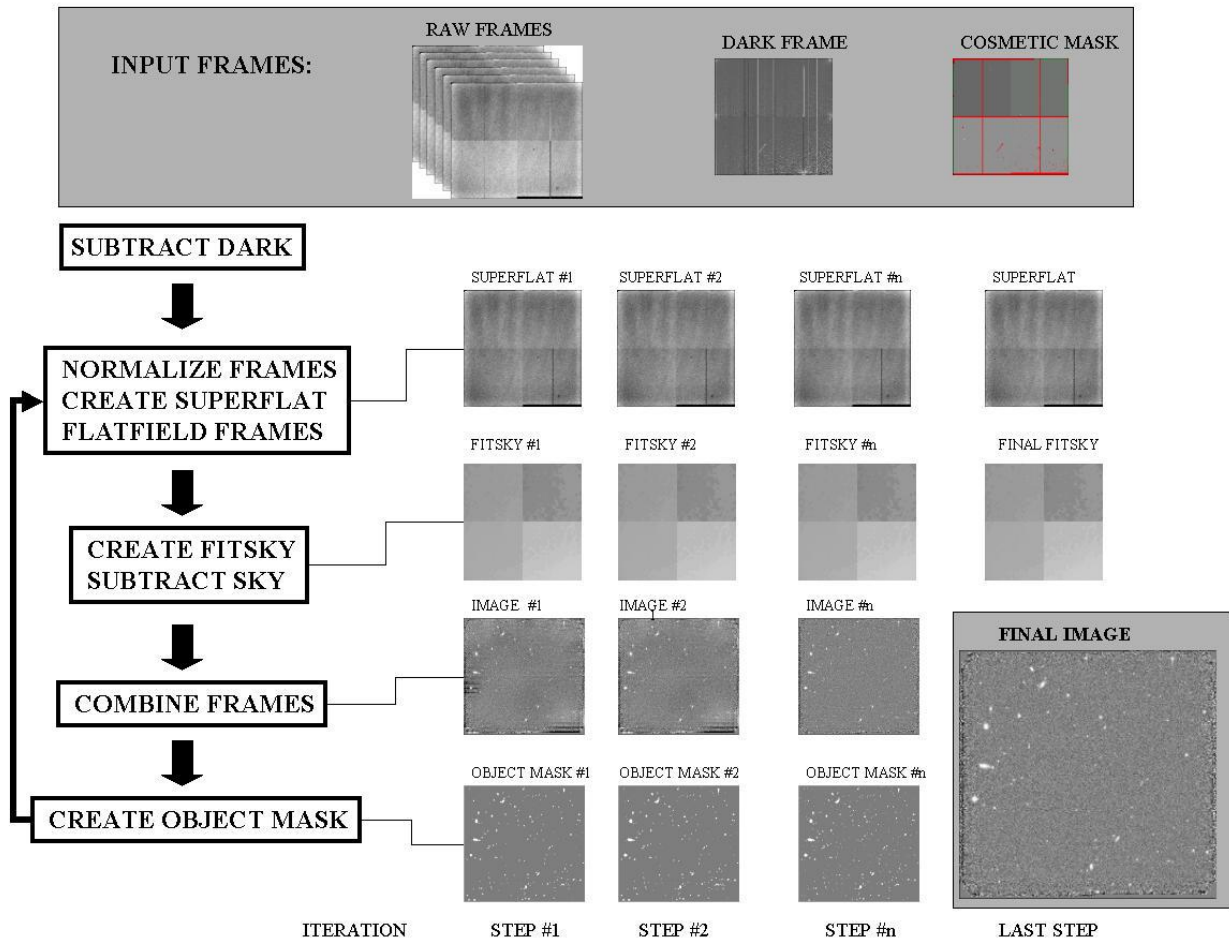 RAW FRAMES
DARK FRAME
COSMETIC MASK
INPUT FRAMES:
SUBTRACT DARK
SUPERFLAT #1
SUPERFLAT #2
SUPERFLAT #n
SUPERFLAT
NORMALIZE FRAMES
CREATE SUPERFLAT
FLATFIELD FRAMES
FITSKY #1
FITSKY #2
FITSKY #n
FINAL FITSKY
CREATE FITSKY
SUBTRACT SKY
IMAGE #1
IMAGE #2
IMAGE #n
FINAL IMAGE
COMBINE FRAMES
OBJECT MASK #1
OBJECT MASK #2
OBJECT MASK #n
CREATE OBJECT MASK
ITERATION
STEP #1
STEP #2
STEP #n
LAST STEP